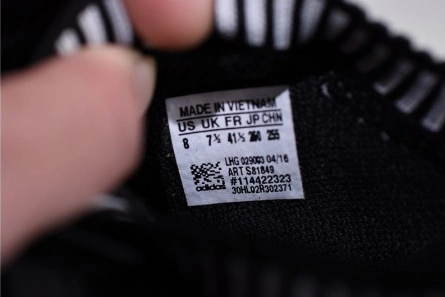 MADE IN VIETNAM
US UK FR JP CHN
8 7½ 41⅓ 260 255
LHG 029003 04/16
ART S81849
#114422323
30HL02R302371
adidas